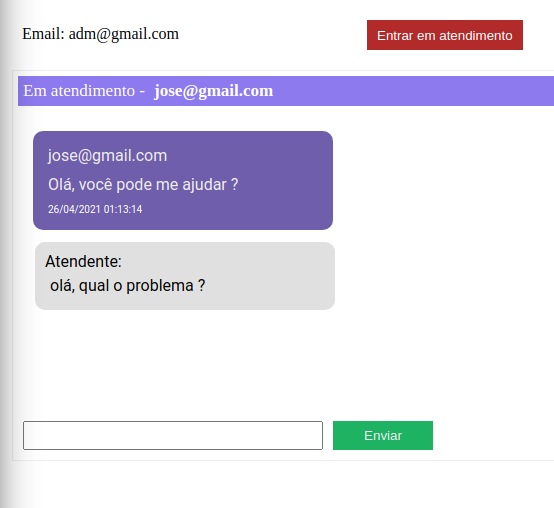 Email: adm@gmail.com
Entrar em atendimento
Em atendimento - jose@gmail.com
jose@gmail.com
Olá, você pode me ajudar ?
26/04/2021 01:13:14
Atendente:
olá, qual o problema ?
Enviar